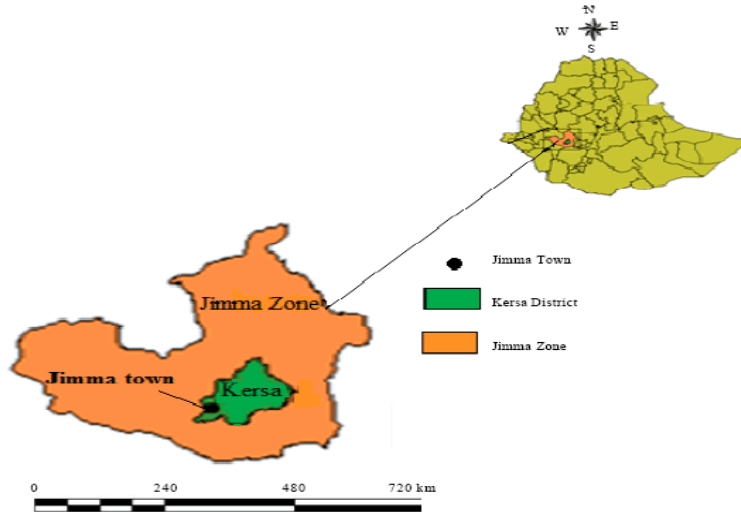 N
W E
S
Jimma Town
Kersa District
Jimma Zone
Jimma Zone
Jimma town
Kersa
0 240 480 720 km